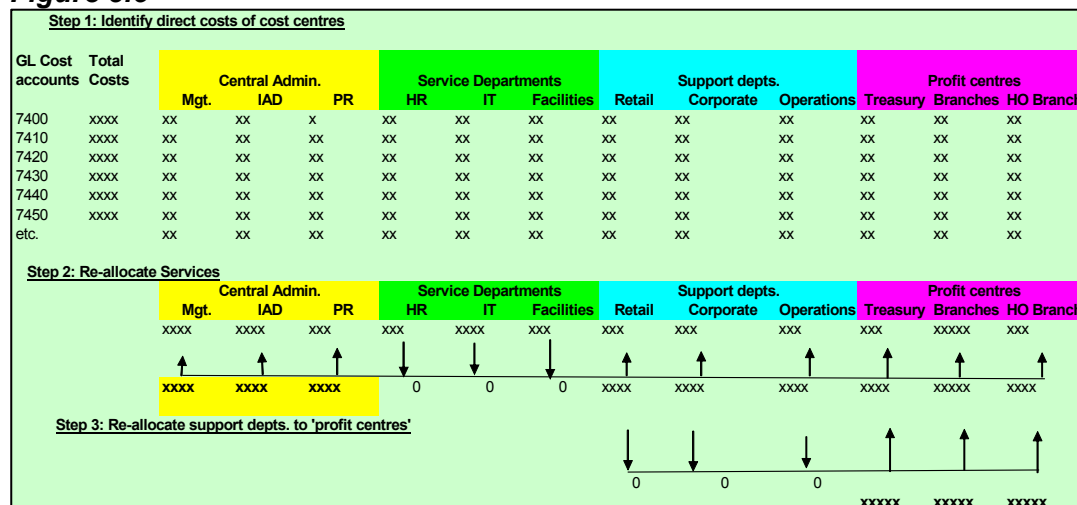 Step 1: Identify direct costs of cost centres
GL Cost Total
accounts Costs Central Admin. Service Departments Support depts. Profit centres
Mgt. IAD PR HR IT Facilities Retail Corporate Operations Treasury Branches HO Branch
7400 xxxx xx xx x xx xx xx xx xx xx xx xx xx
7410 xxxx xx xx xx xx xx xx xx xx xx xx xx xx
7420 xxxx xx xx xx xx xx xx xx xx xx xx xx xx
7430 xxxx xx xx xx xx xx xx xx xx xx xx xx xx
7440 xxxx xx xx xx xx xx xx xx xx xx xx xx xx
7450 xxxx xx xx xx xx xx xx xx xx xx xx xx xx
etc. xx xx xx xx xx xx xx xx xx xx xx xx
Step 2: Re-allocate Services
Central Admin. Service Departments Support depts. Profit centres
Mgt. IAD PR HR IT Facilities Retail Corporate Operations Treasury Branches HO Branch
xxxx xxxx xxx xxx xxxx xxx xxx xxx xxx xxx xxxxx xxx
xxxx xxxx xxxx 0 0 0 xxxx xxxx xxxx xxxx xxxxx xxxx
Step 3: Re-allocate support depts. to 'profit centres'
0 0 0
xxxxx xxxxx xxxxx